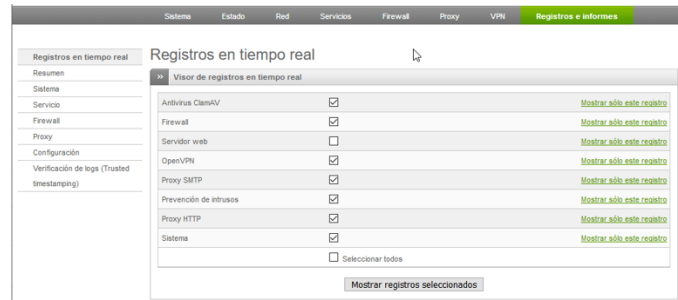 Sistema Estado Red Servicios Firewall Proxy VPN Registros e informes
Registros en tiempo real
Resumen
Sistema
Servicio
Firewall
Proxy
Configuración
Verificación de logs (Trusted
timestamping)
Registros en tiempo real
» Visor de registros en tiempo real
Antivirus ClamAV Mostrar sólo este registro
Firewall Mostrar sólo este registro
Servidor web Mostrar sólo este registro
OpenVPN Mostrar sólo este registro
Proxy SMTP Mostrar sólo este registro
Prevención de intrusos Mostrar sólo este registro
Proxy HTTP Mostrar sólo este registro
Sistema Mostrar sólo este registro
Seleccionar todos
Mostrar registros seleccionados